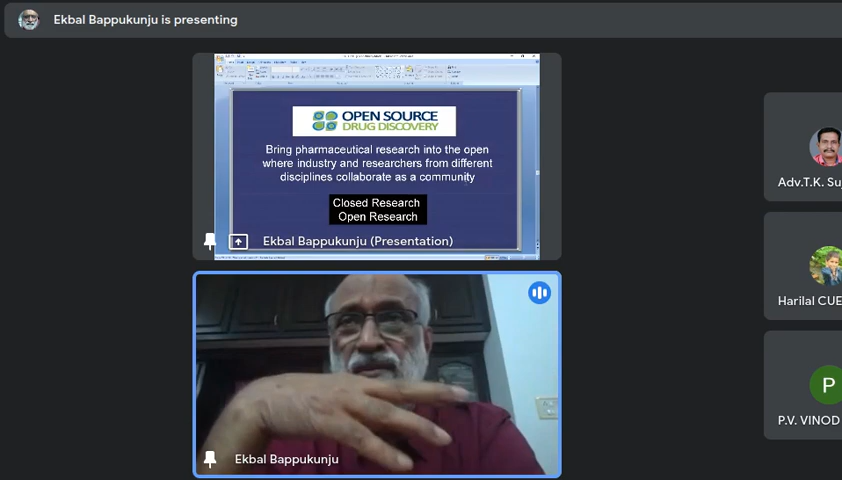 Ekbal Bappukunju is presenting
OPEN SOURCE
DRUG DISCOVERY
Bring pharmaceutical research into the open
where industry and researchers from different
disciplines collaborate as a community
Closed Research
Open Research
Ekbal Bappukunju (Presentation)
Adv.T.K. Su
Harilal CUE
P
P.V. VINOD
Ekbal Bappukunju